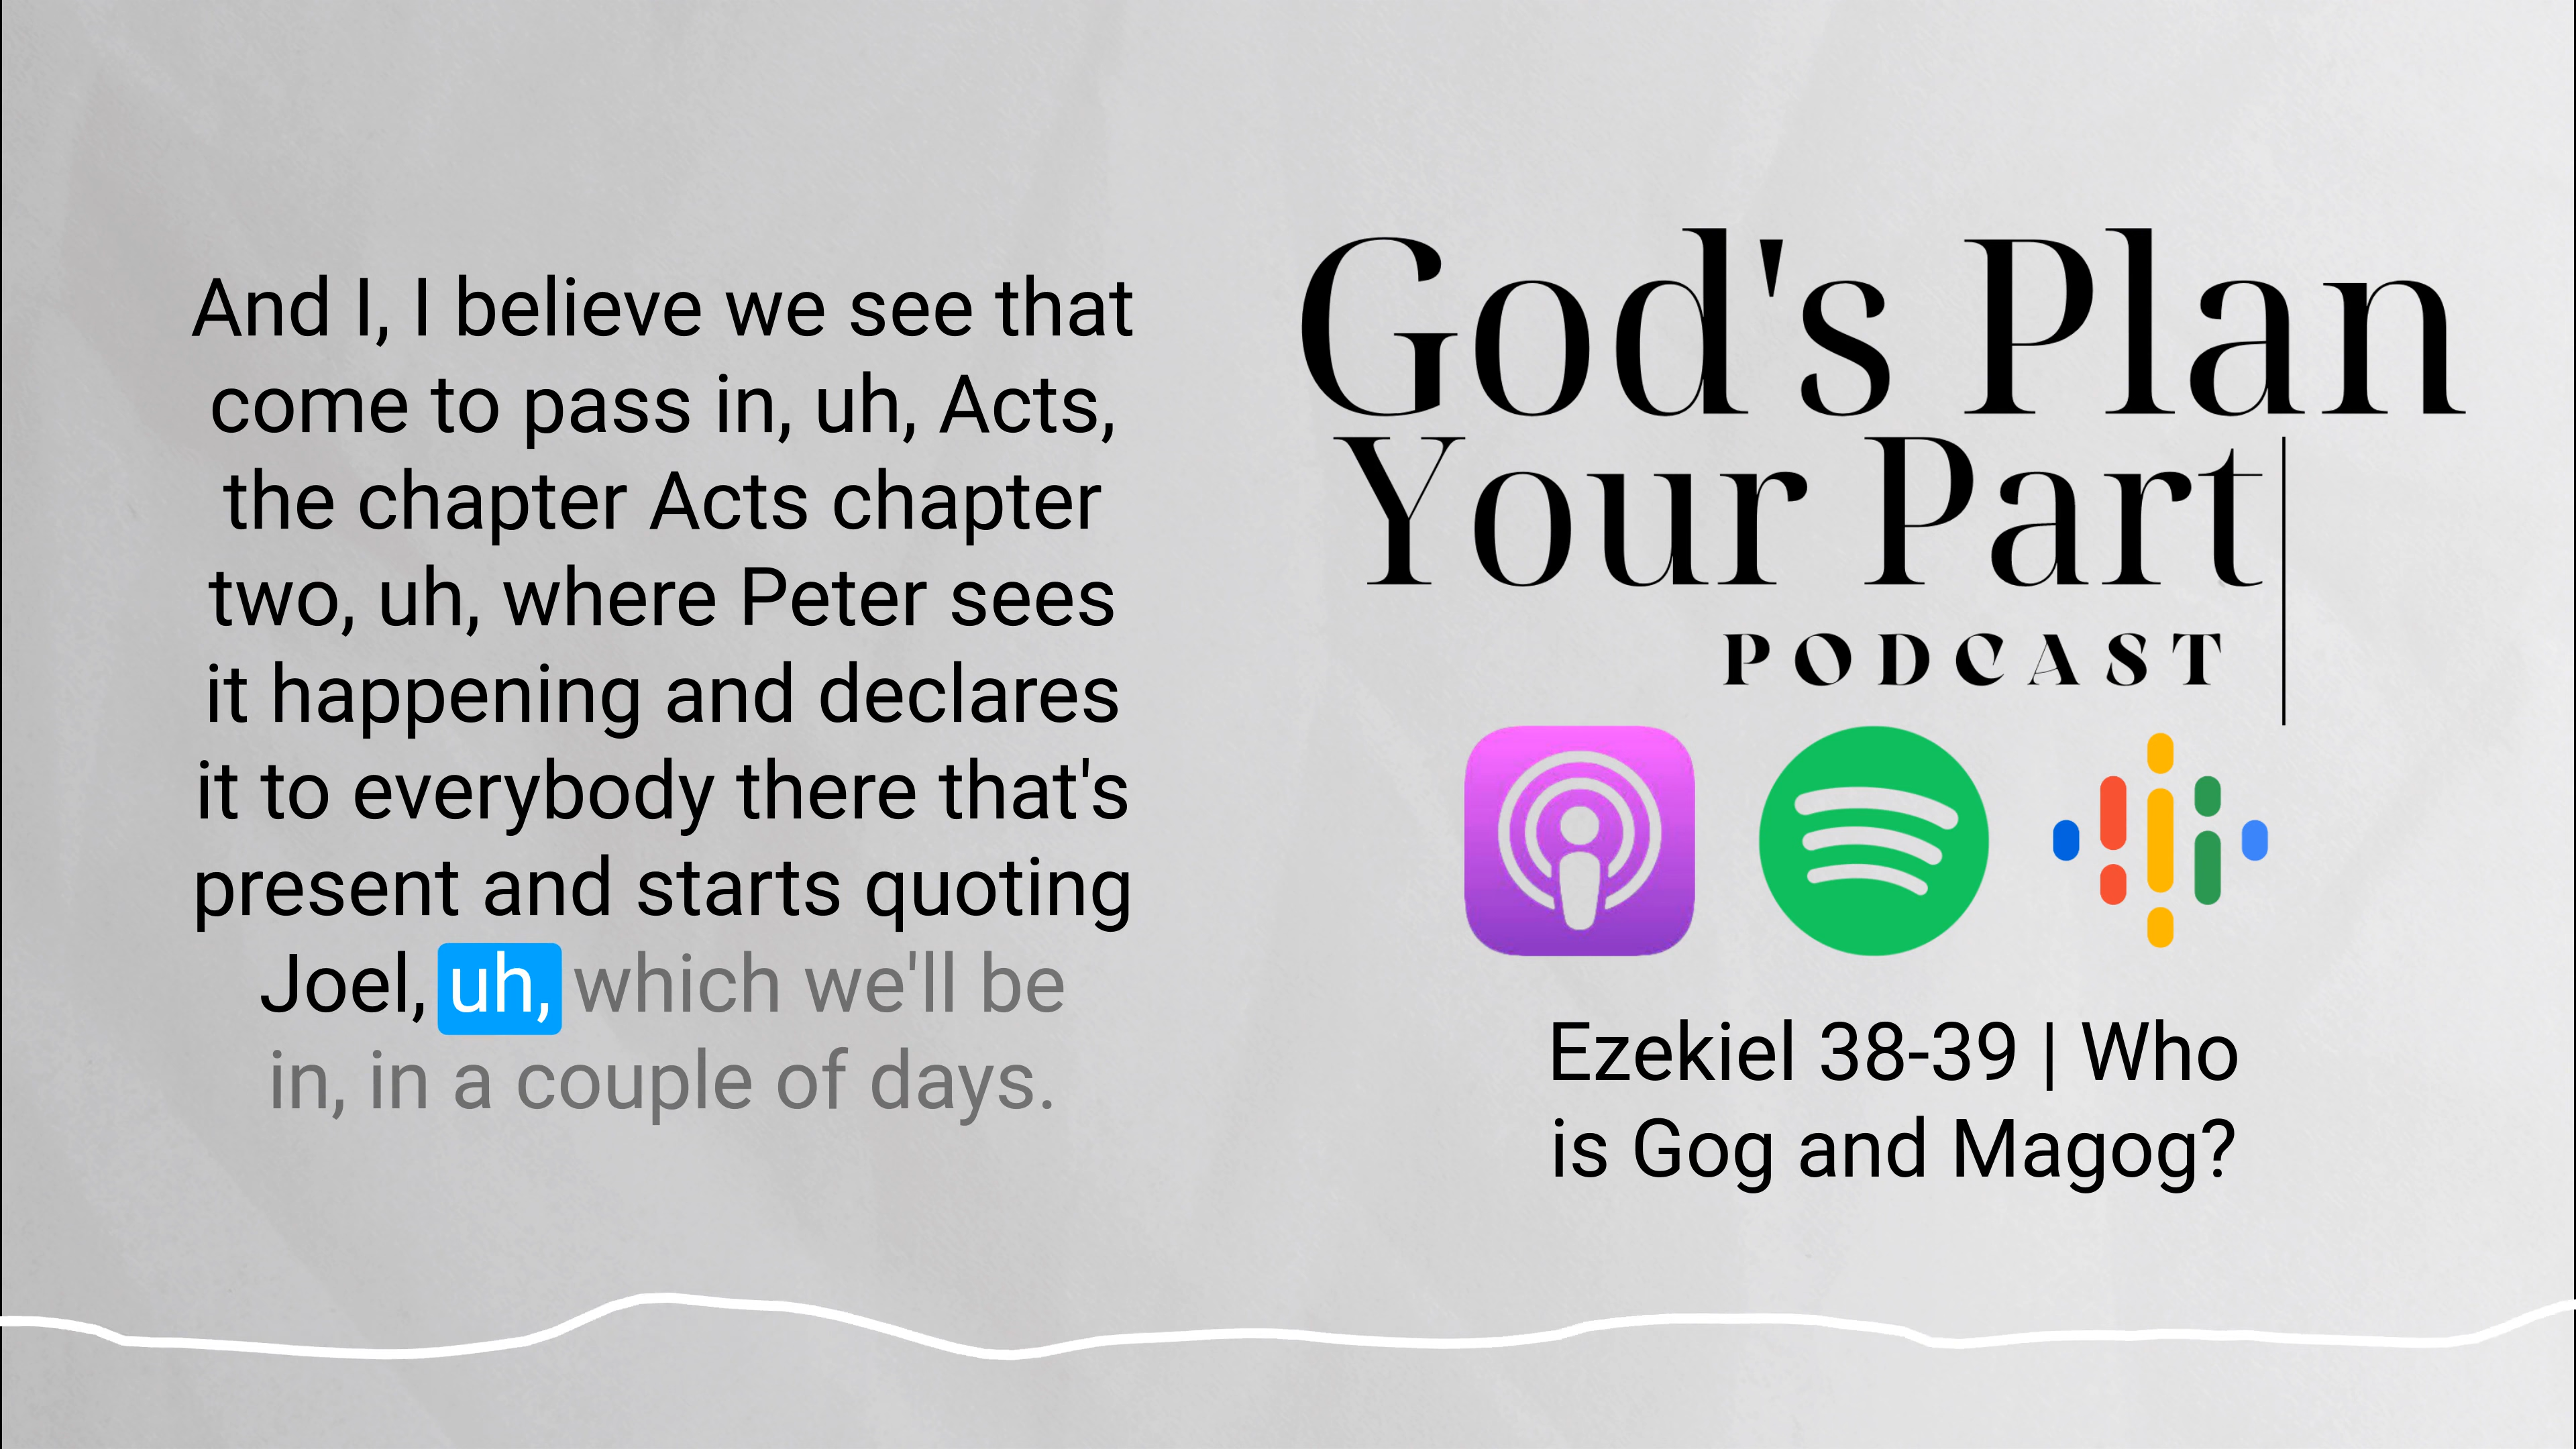 And I, I believe we see that
come to pass in, uh, Acts,
the chapter Acts chapter
two, uh, where Peter sees
it happening and declares
it to everybody there that's
present and starts quoting
Joel, uh, which we'll be
in, in a couple of days.
God's Plan
Your Part
PODCAST
Ezekiel 38-39 | Who
is Gog and Magog?